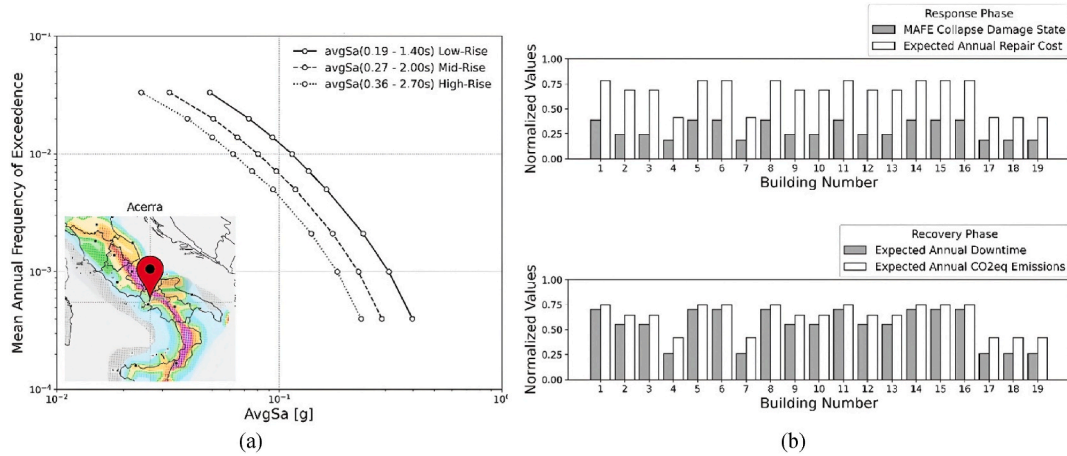 (a)
10⁻¹
avgSa(0.19 - 1.40s) Low-Rise
avgSa(0.27 - 2.00s) Mid-Rise
avgSa(0.36 - 2.70s) High-Rise
Mean Annual Frequency of Exceedence
10⁻²
10⁻³
10⁻⁴
Acerra
10⁻² 10⁻¹ 10⁰
AvgSa [g]
(a)
b)
Response Phase
MAFE Collapse Damage State
Expected Annual Repair Cost
Normalized Values
1.00
0.75
0.50
0.25
0.00
1 2 3 4 5 6 7 8 9 10 11 12 13 14 15 16 17 18 19
Building Number
Recovery Phase
Expected Annual Downtime
Expected Annual CO2eq Emissions
Normalized Values
1.00
0.75
0.50
0.25
0.00
1 2 3 4 5 6 7 8 9 10 11 12 13 14 15 16 17 18 19
Building Number
(b)